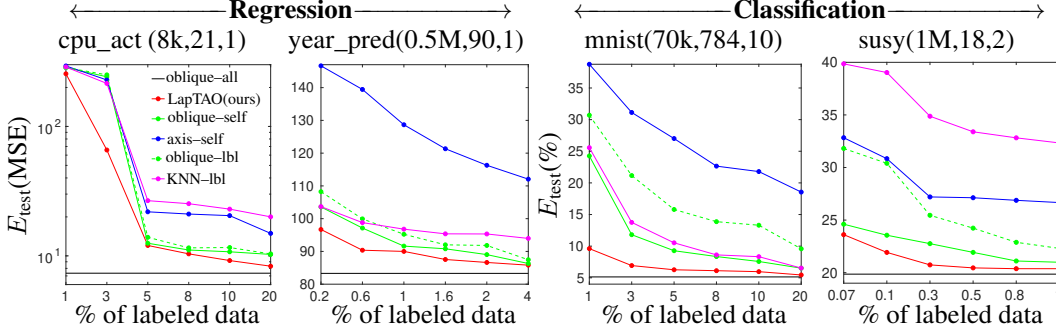 Regression
Classification
cpu_act (8k,21,1)
year_pred(0.5M,90,1)
mnist(70k,784,10)
susy(1M,18,2)
oblique–all
LapTAO(ours)
oblique–self
axis–self
oblique–lbl
KNN–lbl
E_test(MSE)
10^2
10^1
1 3 5 8 10 20
% of labeled data
140
130
120
110
100
90
80
0.2 0.6 1 1.6 2 4
% of labeled data
E_test(%)
35
30
25
20
15
10
5
1 3 5 8 10 20
% of labeled data
40
35
30
25
20
0.07 0.1 0.3 0.5 0.8 1
% of labeled data